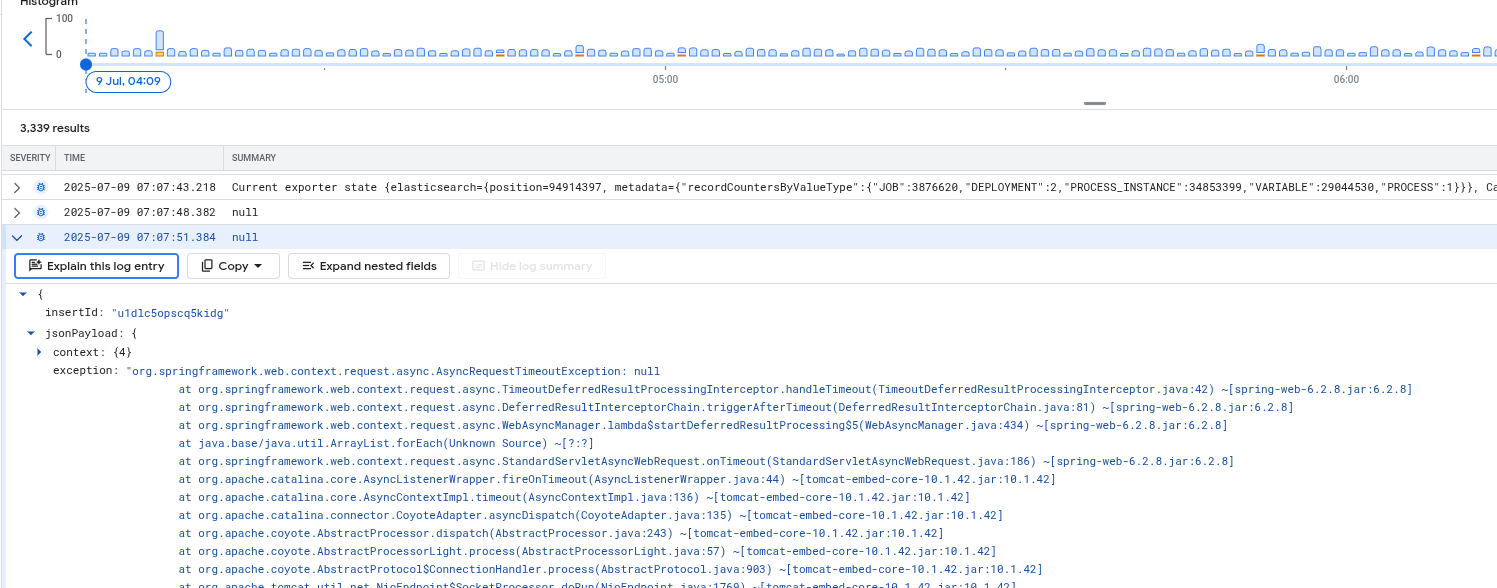 Histogram
100
0
9 Jul, 04:09
05:00
06:00
3,339 results
SEVERITY TIME SUMMARY
2025-07-09 07:07:43.218 Current exporter state {elasticsearch={position=94914397, metadata={"recordCountersByValueType":{"JOB":3876620,"DEPLOYMENT":2,"PROCESS_INSTANCE":34853399,"VARIABLE":29044530,"PROCESS":1}}}, Ca
2025-07-09 07:07:48.382 null
2025-07-09 07:07:51.384 null
Explain this log entry Copy Expand nested fields Hide log summary
{
insertId: "u1dlc5opscq5kidg"
jsonPayload: {
context: {4}
exception: "org.springframework.web.context.request.async.AsyncRequestTimeoutException: null
at org.springframework.web.context.request.async.TimeoutDeferredResultProcessingInterceptor.handleTimeout(TimeoutDeferredResultProcessingInterceptor.java:42) ~[spring-web-6.2.8.jar:6.2.8]
at org.springframework.web.context.request.async.DeferredResultInterceptorChain.triggerAfterTimeout(DeferredResultInterceptorChain.java:81) ~[spring-web-6.2.8.jar:6.2.8]
at org.springframework.web.context.request.async.WebAsyncManager.lambda$startDeferredResultProcessing$5(WebAsyncManager.java:434) ~[spring-web-6.2.8.jar:6.2.8]
at java.base/java.util.ArrayList.forEach(Unknown Source) ~[?:?]
at org.springframework.web.context.request.async.StandardServletAsyncWebRequest.onTimeout(StandardServletAsyncWebRequest.java:186) ~[spring-web-6.2.8.jar:6.2.8]
at org.apache.catalina.core.AsyncListenerWrapper.fireOnTimeout(AsyncListenerWrapper.java:44) ~[tomcat-embed-core-10.1.42.jar:10.1.42]
at org.apache.catalina.core.AsyncContextImpl.timeout(AsyncContextImpl.java:136) ~[tomcat-embed-core-10.1.42.jar:10.1.42]
at org.apache.catalina.connector.CoyoteAdapter.asyncDispatch(CoyoteAdapter.java:135) ~[tomcat-embed-core-10.1.42.jar:10.1.42]
at org.apache.coyote.AbstractProcessor.dispatch(AbstractProcessor.java:243) ~[tomcat-embed-core-10.1.42.jar:10.1.42]
at org.apache.coyote.AbstractProcessorLight.process(AbstractProcessorLight.java:57) ~[tomcat-embed-core-10.1.42.jar:10.1.42]
at org.apache.coyote.AbstractProtocol$ConnectionHandler.process(AbstractProtocol.java:903) ~[tomcat-embed-core-10.1.42.jar:10.1.42]
at org.apache.tomcat.util.net.NioEndpoint$SocketProcessor.doRun(NioEndpoint.java:1769) ~[tomcat-embed-core-10.1.42.jar:10.1.42]